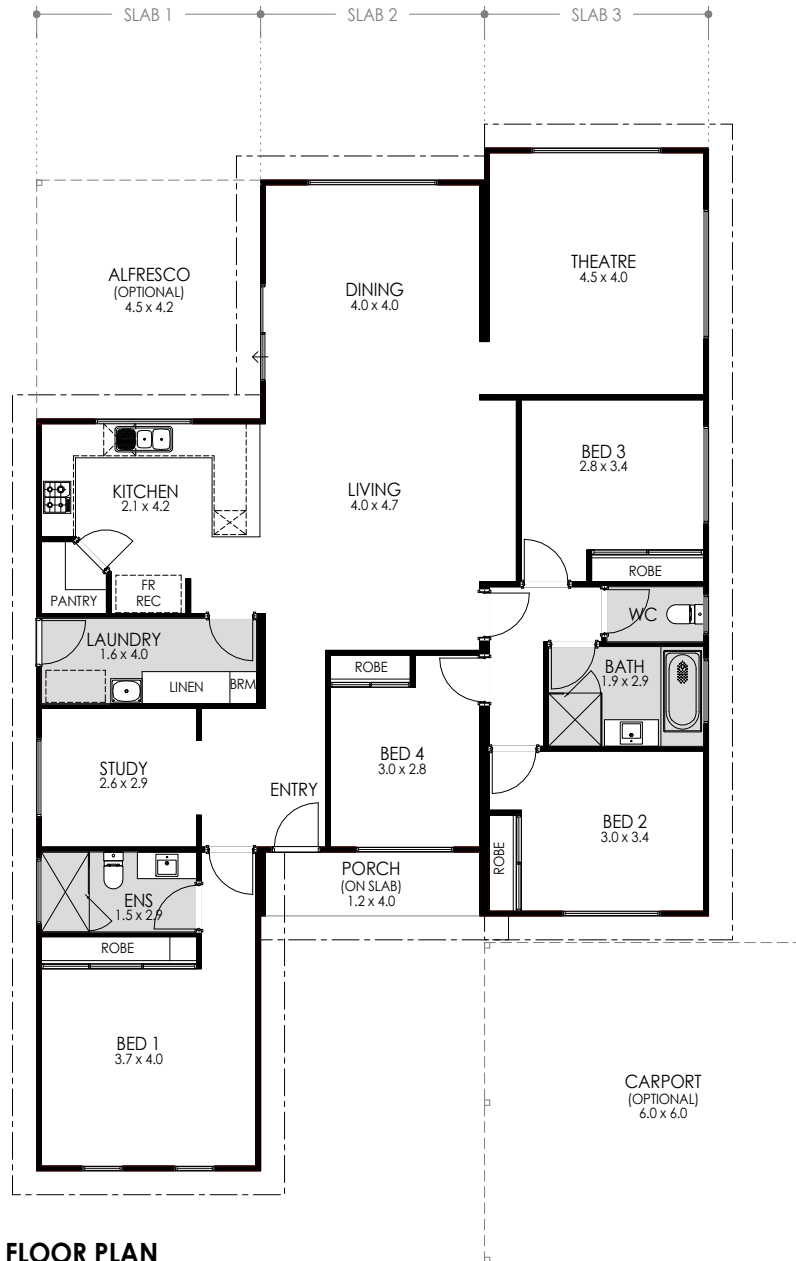 SLAB 1
SLAB 2
SLAB 3
THEATRE
4.5 x 4.0
ALFRESCO
(OPTIONAL)
4.5 x 4.2
DINING
4.0 x 4.0
BED 3
2.8 x 3.4
KITCHEN
2.1 x 4.2
LIVING
4.0 x 4.7
ROBE
FR
REC
PANTRY
WC
LAUNDRY
1.6 x 4.0
ROBE
BATH
1.9 x 2.9
LINEN
BRM
BED 4
3.0 x 2.8
STUDY
2.6 x 2.9
ENTRY
BED 2
3.0 x 3.4
ROBE
PORCH
(ON SLAB)
1.2 x 4.0
ENS
1.5 x 2.9
ROBE
BED 1
3.7 x 4.0
CARPORT
(OPTIONAL)
6.0 x 6.0
FLOOR PLAN